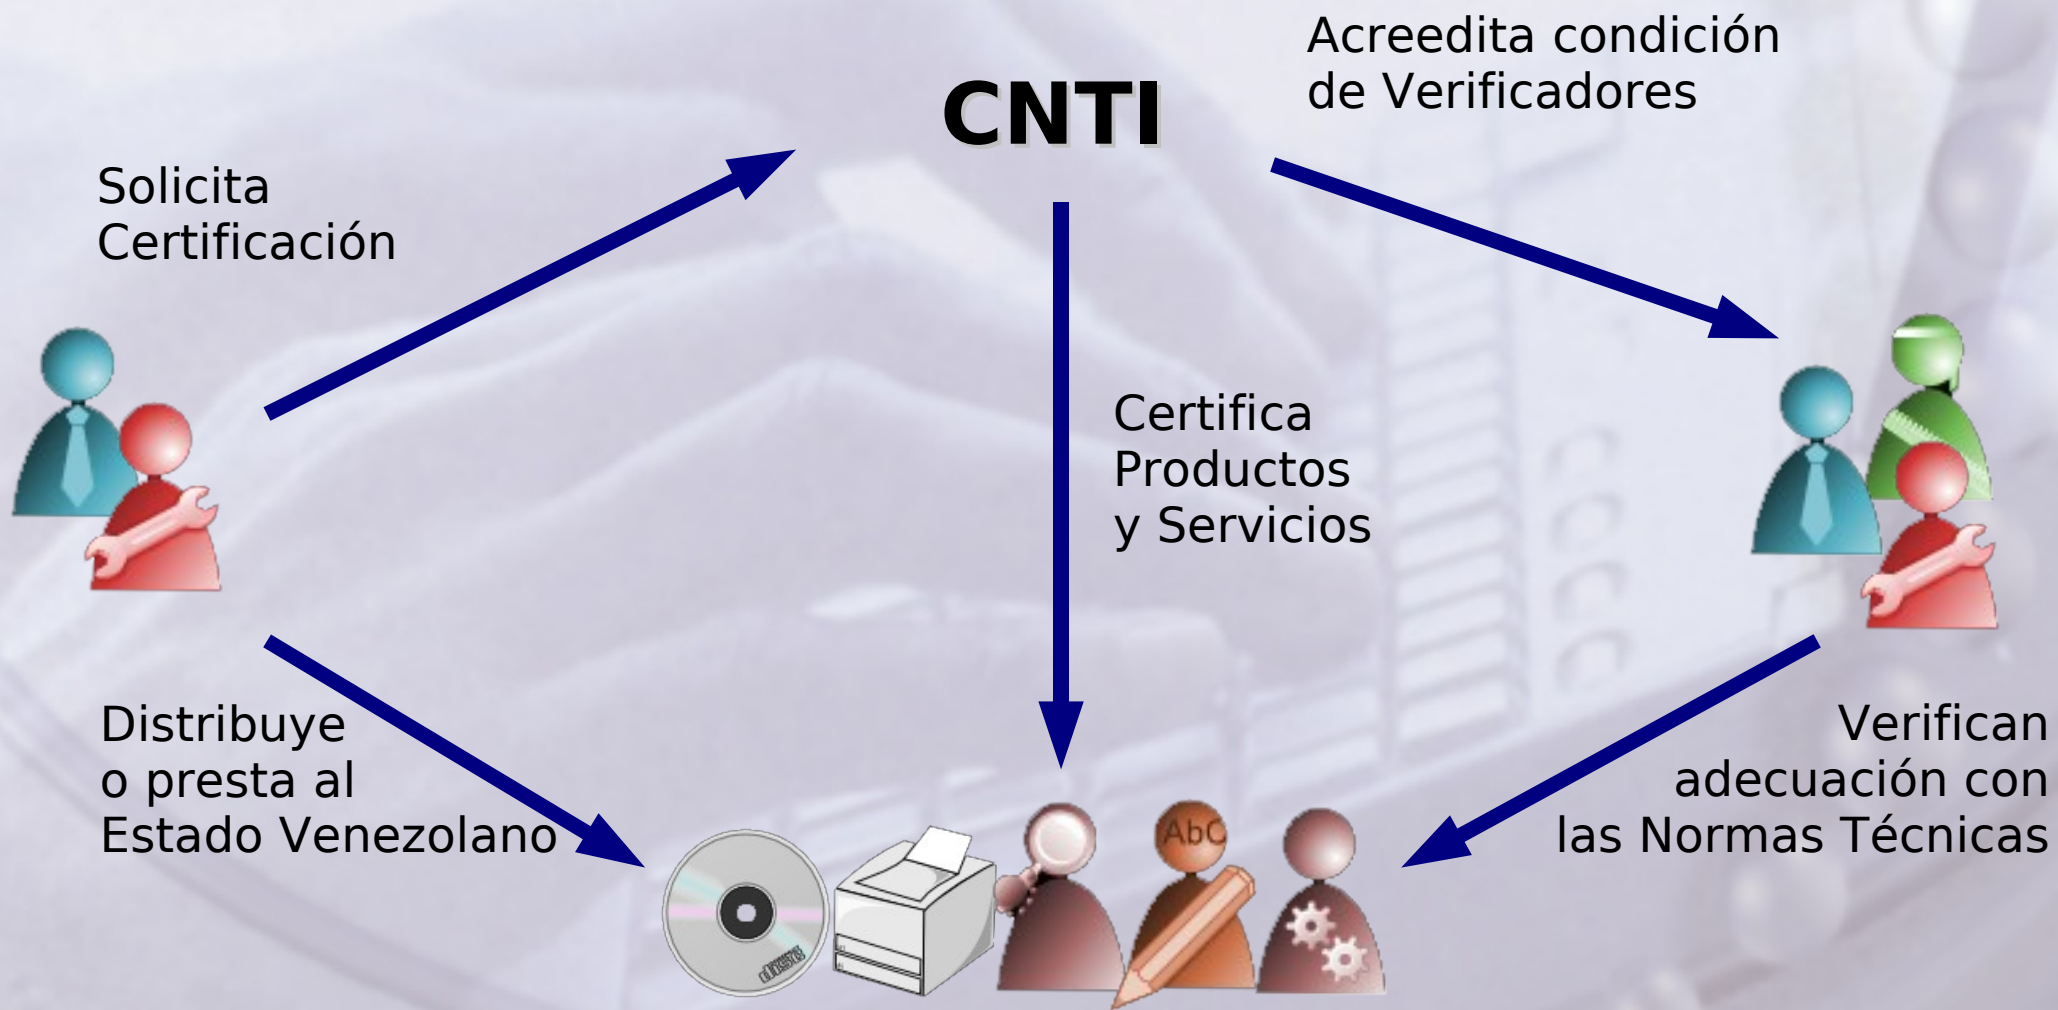 Acreedita condición
de Verificadores
CNTI
Solicita
Certificación
Certifica
Productos
y Servicios
Distribuye
o presta al
Estado Venezolano
Verifican
adecuación con
las Normas Técnicas
AbC
disc